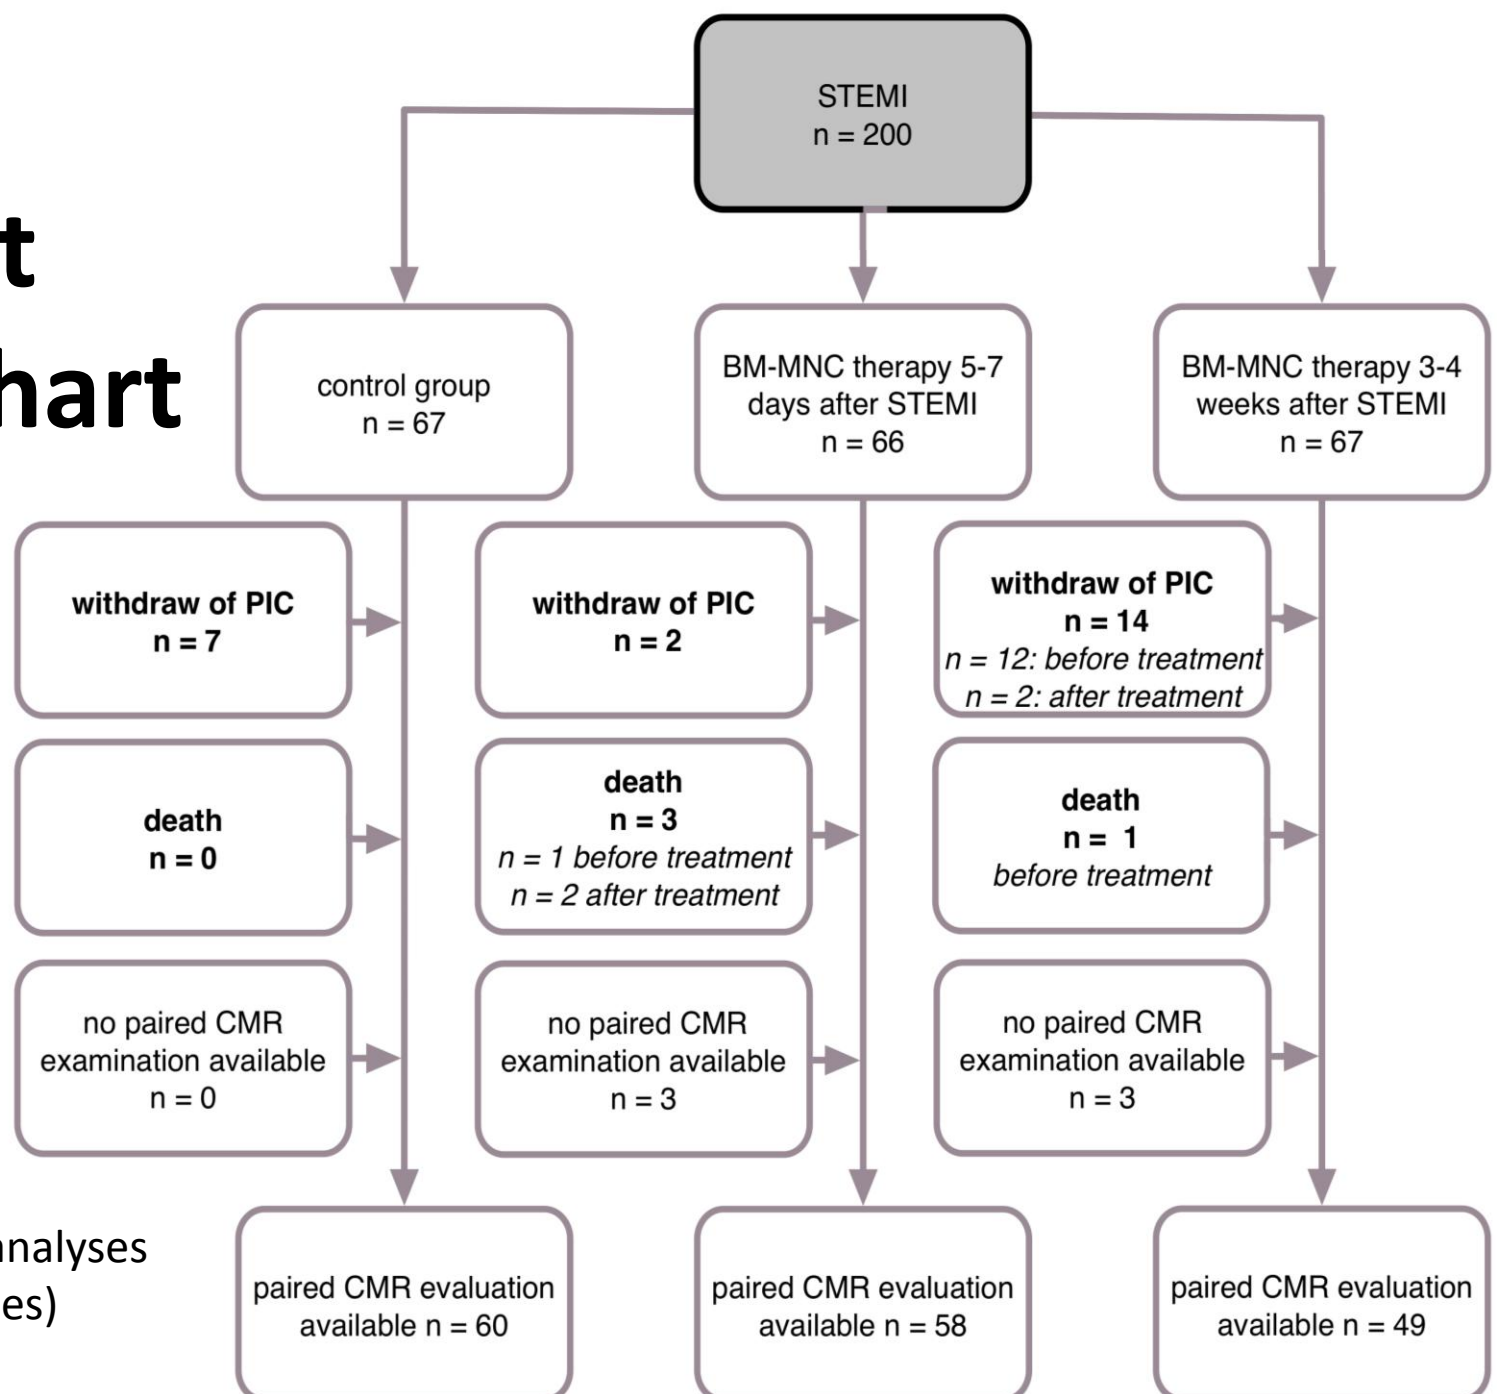 STEMI
n = 200
t
hart
control group
n = 67
BM-MNC therapy 5-7
days after STEMI
n = 66
BM-MNC therapy 3-4
weeks after STEMI
n = 67
withdraw of PIC
n = 7
withdraw of PIC
n = 2
withdraw of PIC
n = 14
n = 12: before treatment
n = 2: after treatment
death
n = 0
death
n = 3
n = 1 before treatment
n = 2 after treatment
death
n =  1
before treatment
no paired CMR
examination available
n = 0
no paired CMR
examination available
n = 3
no paired CMR
examination available
n = 3
nalyses
es)
paired CMR evaluation
available n = 60
paired CMR evaluation
available n = 58
paired CMR evaluation
available n = 49